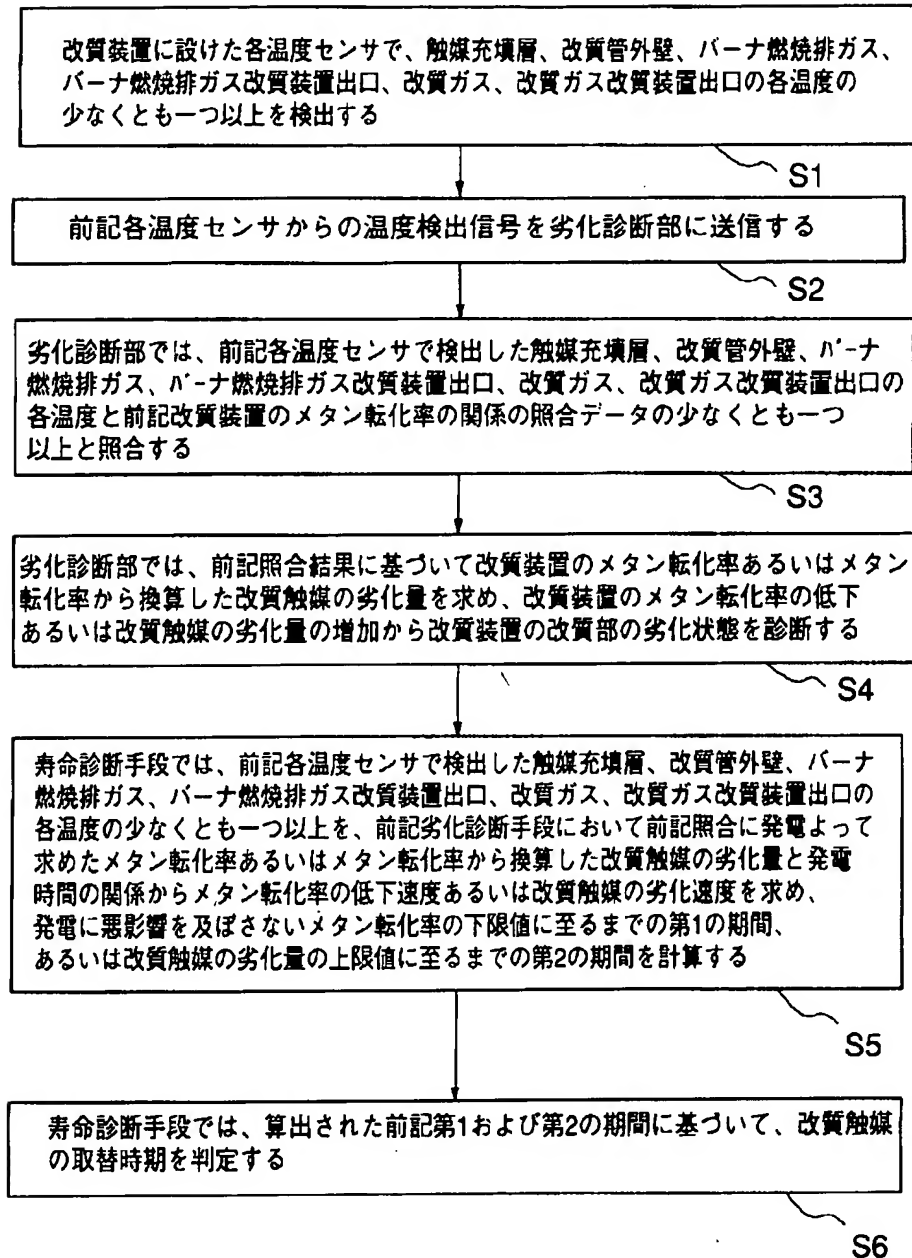 改質装置に設けた各温度センサで、触媒充填層、改質管外壁、バーナ燃焼排ガス、
バーナ燃焼排ガス改質装置出口、改質ガス、改質ガス改質装置出口の各温度の
少なくとも一つ以上を検出する
S1
前記各温度センサからの温度検出信号を劣化診断部に送信する
S2
劣化診断部では、前記各温度センサで検出した触媒充填層、改質管外壁、バーナ
燃焼排ガス、バーナ燃焼排ガス改質装置出口、改質ガス、改質ガス改質装置出口の
各温度と前記改質装置のメタン転化率の関係の照合データの少なくとも一つ
以上と照合する
S3
劣化診断部では、前記照合結果に基づいて改質装置のメタン転化率あるいはメタン
転化率から換算した改質触媒の劣化量を求め、改質装置のメタン転化率の低下
あるいは改質触媒の劣化量の増加から改質装置の改質部の劣化状態を診断する
S4
寿命診断手段では、前記各温度センサで検出した触媒充填層、改質管外壁、バーナ
燃焼排ガス、バーナ燃焼排ガス改質装置出口、改質ガス、改質ガス改質装置出口の
各温度の少なくとも一つ以上を、前記劣化診断手段において前記照合に発電よって
求めたメタン転化率あるいはメタン転化率から換算した改質触媒の劣化量と発電
時間の関係からメタン転化率の低下速度あるいは改質触媒の劣化速度を求め、
発電に悪影響を及ぼさないメタン転化率の下限値に至るまでの第1の期間、
あるいは改質触媒の劣化量の上限値に至るまでの第2の期間を計算する
S5
寿命診断手段では、算出された前記第1および第2の期間に基づいて、改質触媒
の取替時期を判定する
S6